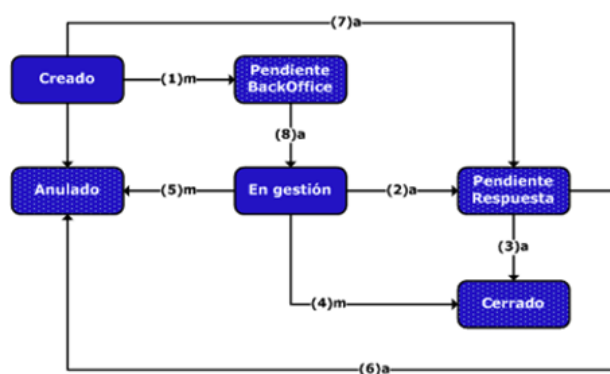 (7)a
Creado
(1)m
Pendiente
BackOffice
(8)a
Anulado
(5)m
En gestión
(2)a
Pendiente
Respuesta
(3)a
(4)m
Cerrado
(6)a